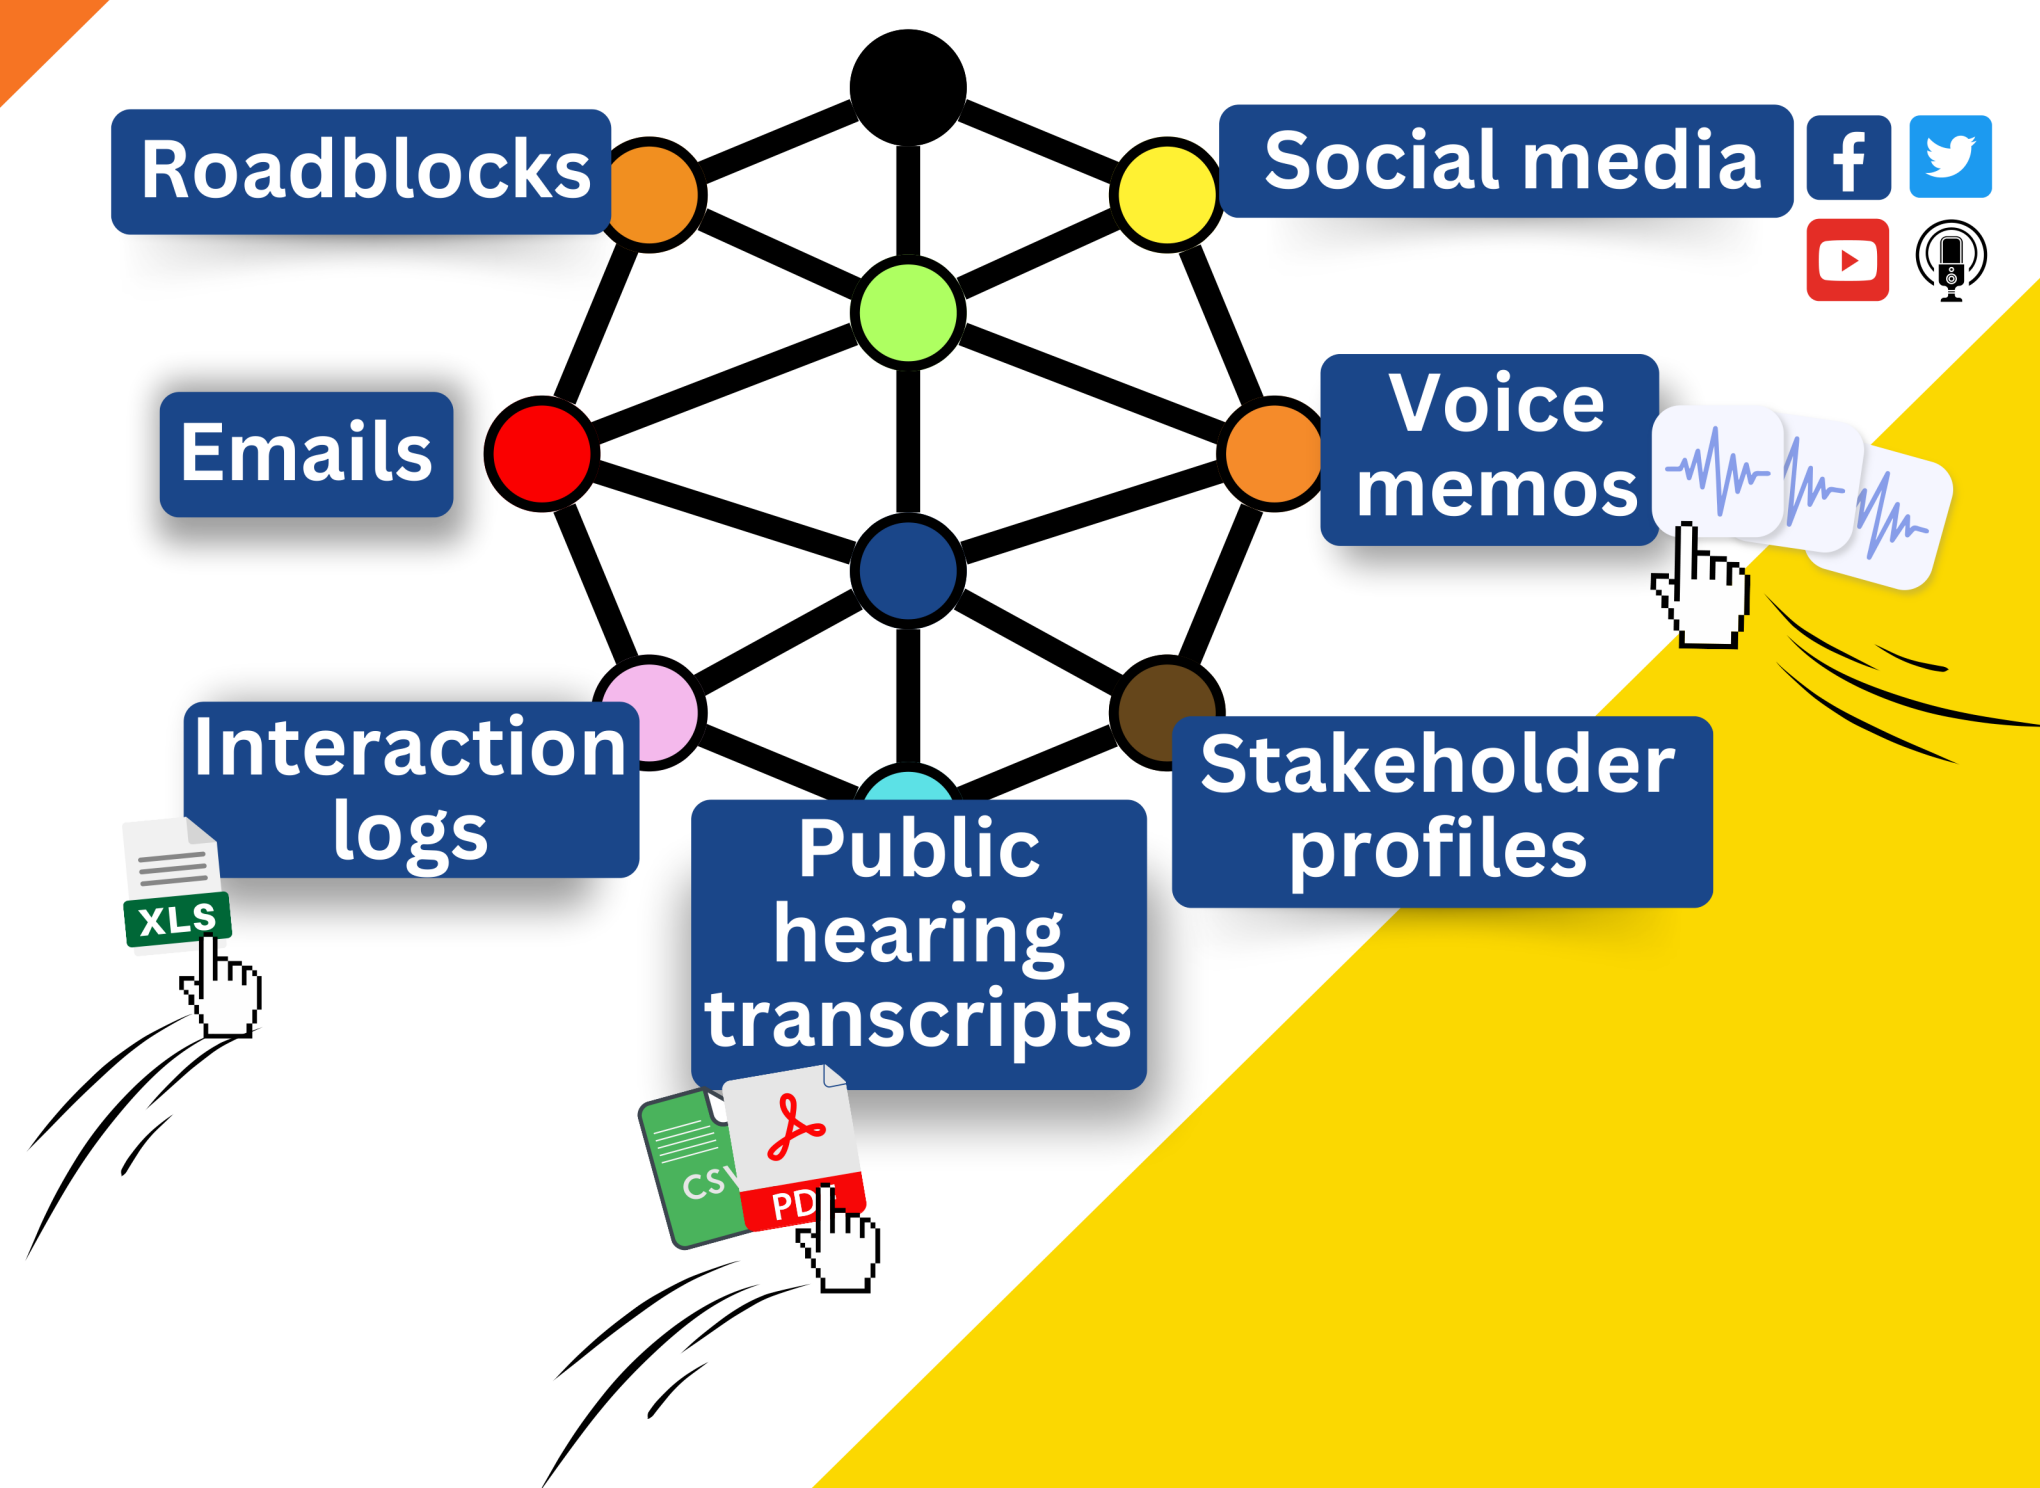 Roadblocks
Social media
Emails
Voice
memos
Interaction
logs
Stakeholder
profiles
Public
hearing
transcripts
XLS
CSV
PDF